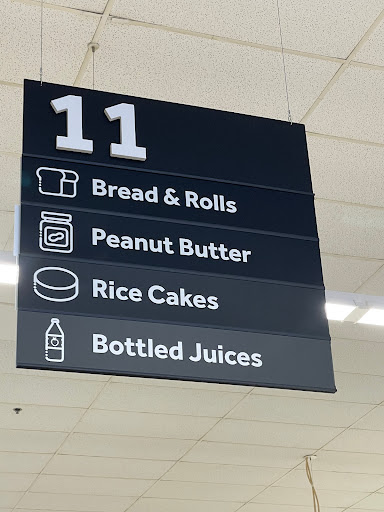 11
Bread & Rolls
Peanut Butter
Rice Cakes
Bottled Juices